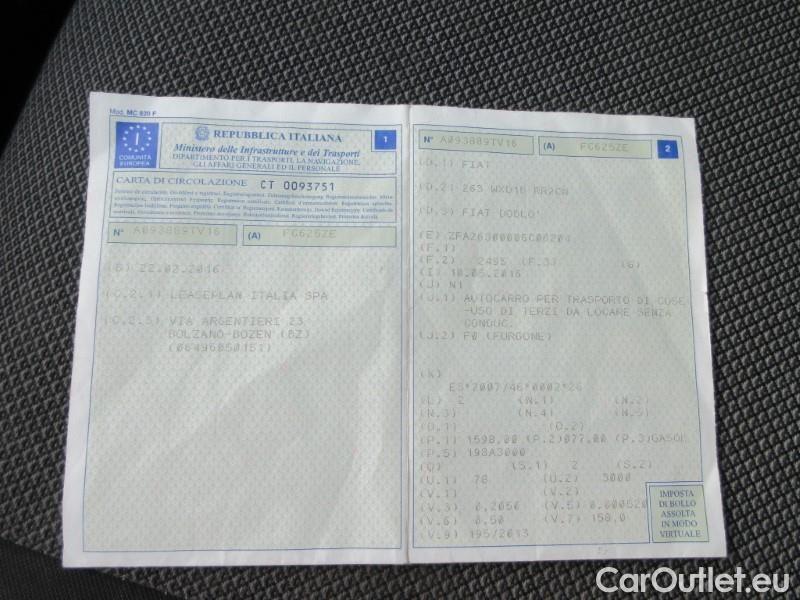 Mod. MC 820 F
I
COMUNITÀ
EUROPEA
REPUBBLICA ITALIANA
Ministero delle Infrastrutture e dei Trasporti
DIPARTIMENTO PER I TRASPORTI, LA NAVIGAZIONE,
GLI AFFARI GENERALI ED IL PERSONALE
1
CARTA DI CIRCOLAZIONE CT 0093751
N° A093889TV16 (A) FG625ZE
(B) 22.02.2016
(C.2.1) LEASEPLAN ITALIA SPA
(C.2.3) VIA ARGENTIERI 23
BOLZANO-BOZEN (BZ)
(06496050151)
N° A093889TV16 (A) FG625ZE 2
(D.1) FIAT
(D.2) 263
(D.3) FIAT DOBLO'
(E)
(F.1)
(F.2) 2495 (F.3) (G)
(I) 18.05.2016
(J) N1
(J.1) AUTOCARRO PER TRASPORTO DI COSE
-USO DI TERZI DA LOCARE SENZA
CONDUC.
(J.2) F0 (FURGONE)
(K)
E3*2007/46*0002*26
(L) 2 (N.1) (N.2)
(N.3) (N.4) (N.5)
(O.1) (O.2)
(P.1) 1598,00 (P.2)077,00 (P.3)GASOL
(P.5) 198A3000
(Q) (S.1) 2 (S.2)
(U.1) 78 (U.2) 3000
(V.1) (V.2)
(V.3) 0,2056 (V.5) 0,000520
(V.6) 0,50 (V.7) 158,0
(V.9) 195/2013
IMPOSTA
DI BOLLO
ASSOLTA
IN MODO
VIRTUALE
CarOutlet.eu